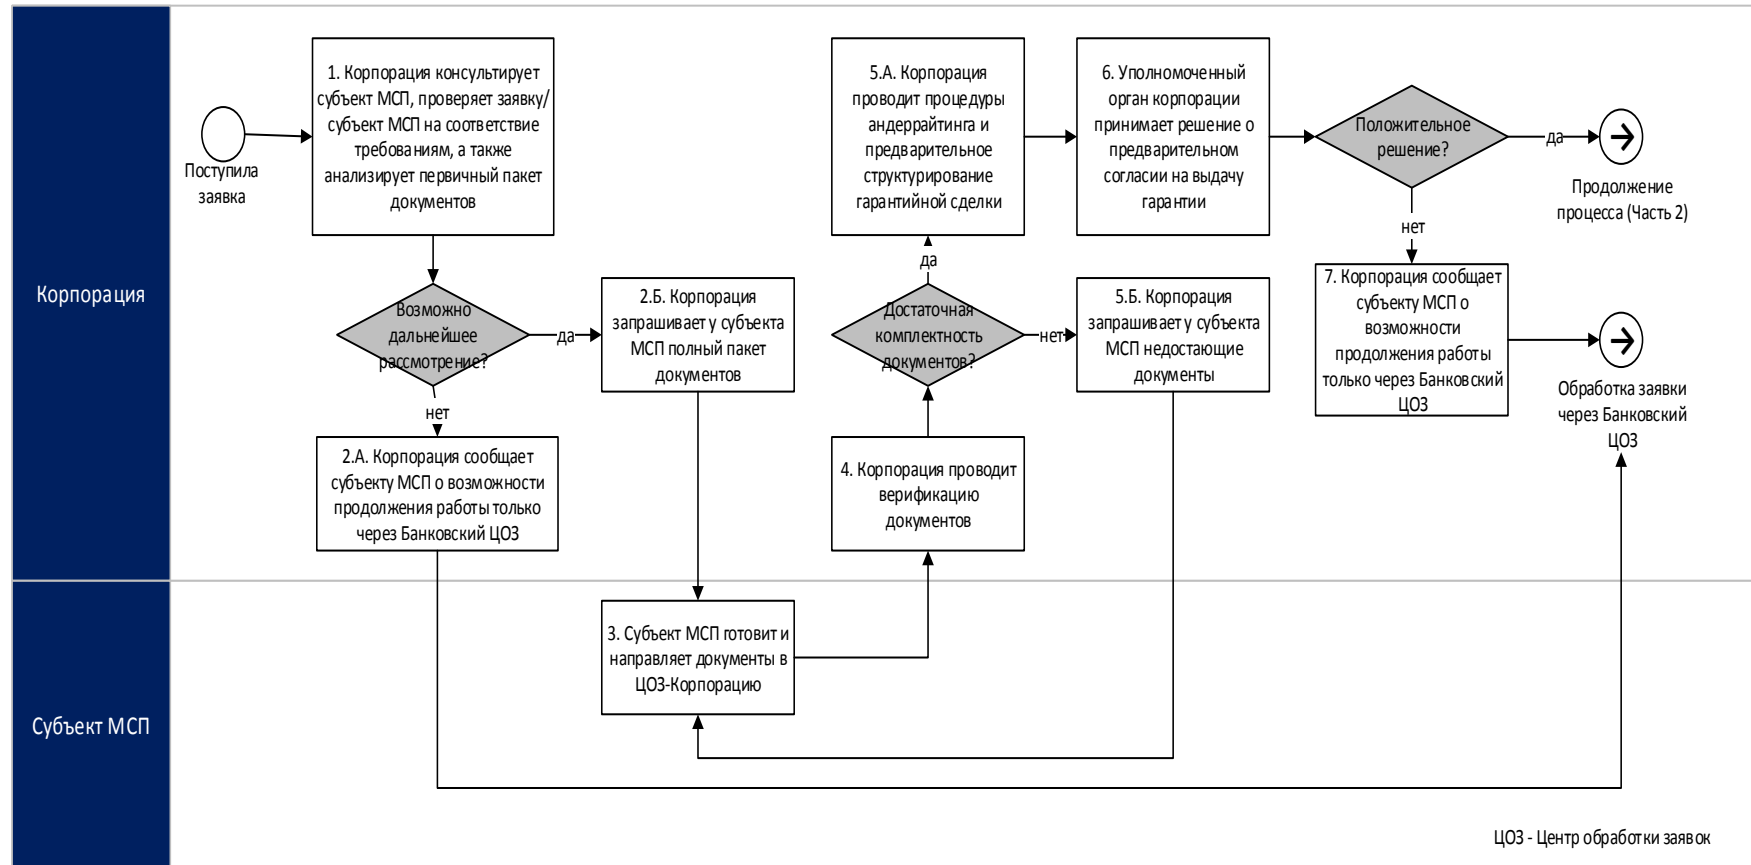 Корпорация
Поступила
заявка
1. Корпорация консультирует
субъект МСП, проверяет заявку/
субъект МСП на соответствие
требованиям, а также
анализирует первичный пакет
документов
Возможно
дальнейшее
рассмотрение?
да
нет
2.А. Корпорация сообщает
субъекту МСП о возможности
продолжения работы только
через Банковский ЦОЗ
2.Б. Корпорация
запрашивает у субъекта
МСП полный пакет
документов
4. Корпорация проводит
верификацию
документов
Достаточная
комплектность
документов?
да
нет
5.А. Корпорация
проводит процедуры
андеррайтинга и
предварительное
структурирование
гарантийной сделки
5.Б. Корпорация
запрашивает у субъекта
МСП недостающие
документы
6. Уполномоченный
орган корпорации
принимает решение о
предварительном
согласии на выдачу
гарантии
Положительное
решение?
да
нет
Продолжение
процесса (Часть 2)
7. Корпорация сообщает
субъекту МСП о
возможности
продолжения работы
только через Банковский
ЦОЗ
Обработка заявки
через Банковский
ЦОЗ
Субъект МСП
3. Субъект МСП готовит и
направляет документы в
ЦОЗ-Корпорацию
ЦОЗ - Центр обработки заявок